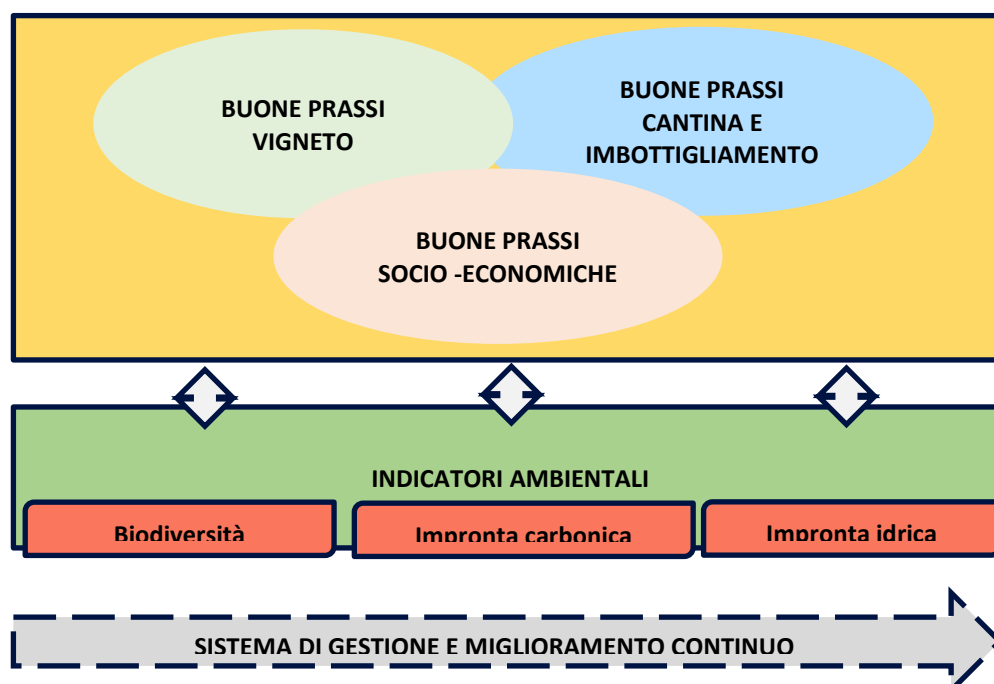 BUONE PRASSI
VIGNETO
BUONE PRASSI
CANTINA E
IMBOTTIGLIAMENTO
BUONE PRASSI
SOCIO -ECONOMICHE
INDICATORI AMBIENTALI
Biodiversità
Impronta carbonica
Impronta idrica
SISTEMA DI GESTIONE E MIGLIORAMENTO CONTINUO